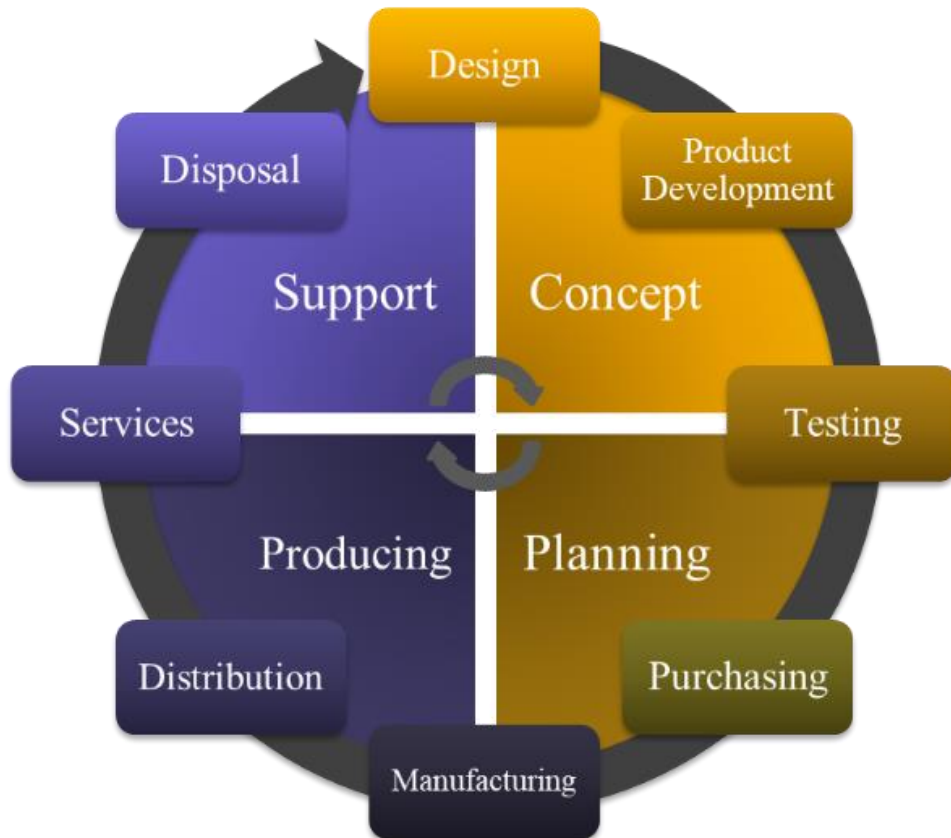 Design
Product
Development
Disposal
Support
Concept
Services
Testing
Producing
Planning
Distribution
Purchasing
Manufacturing